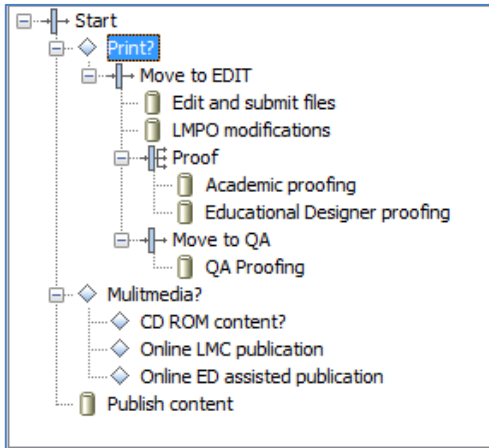 Start
Print?
Move to EDIT
Edit and submit files
LMPO modifications
Proof
Academic proofing
Educational Designer proofing
Move to QA
QA Proofing
Mulitmedia?
CD ROM content?
Online LMC publication
Online ED assisted publication
Publish content